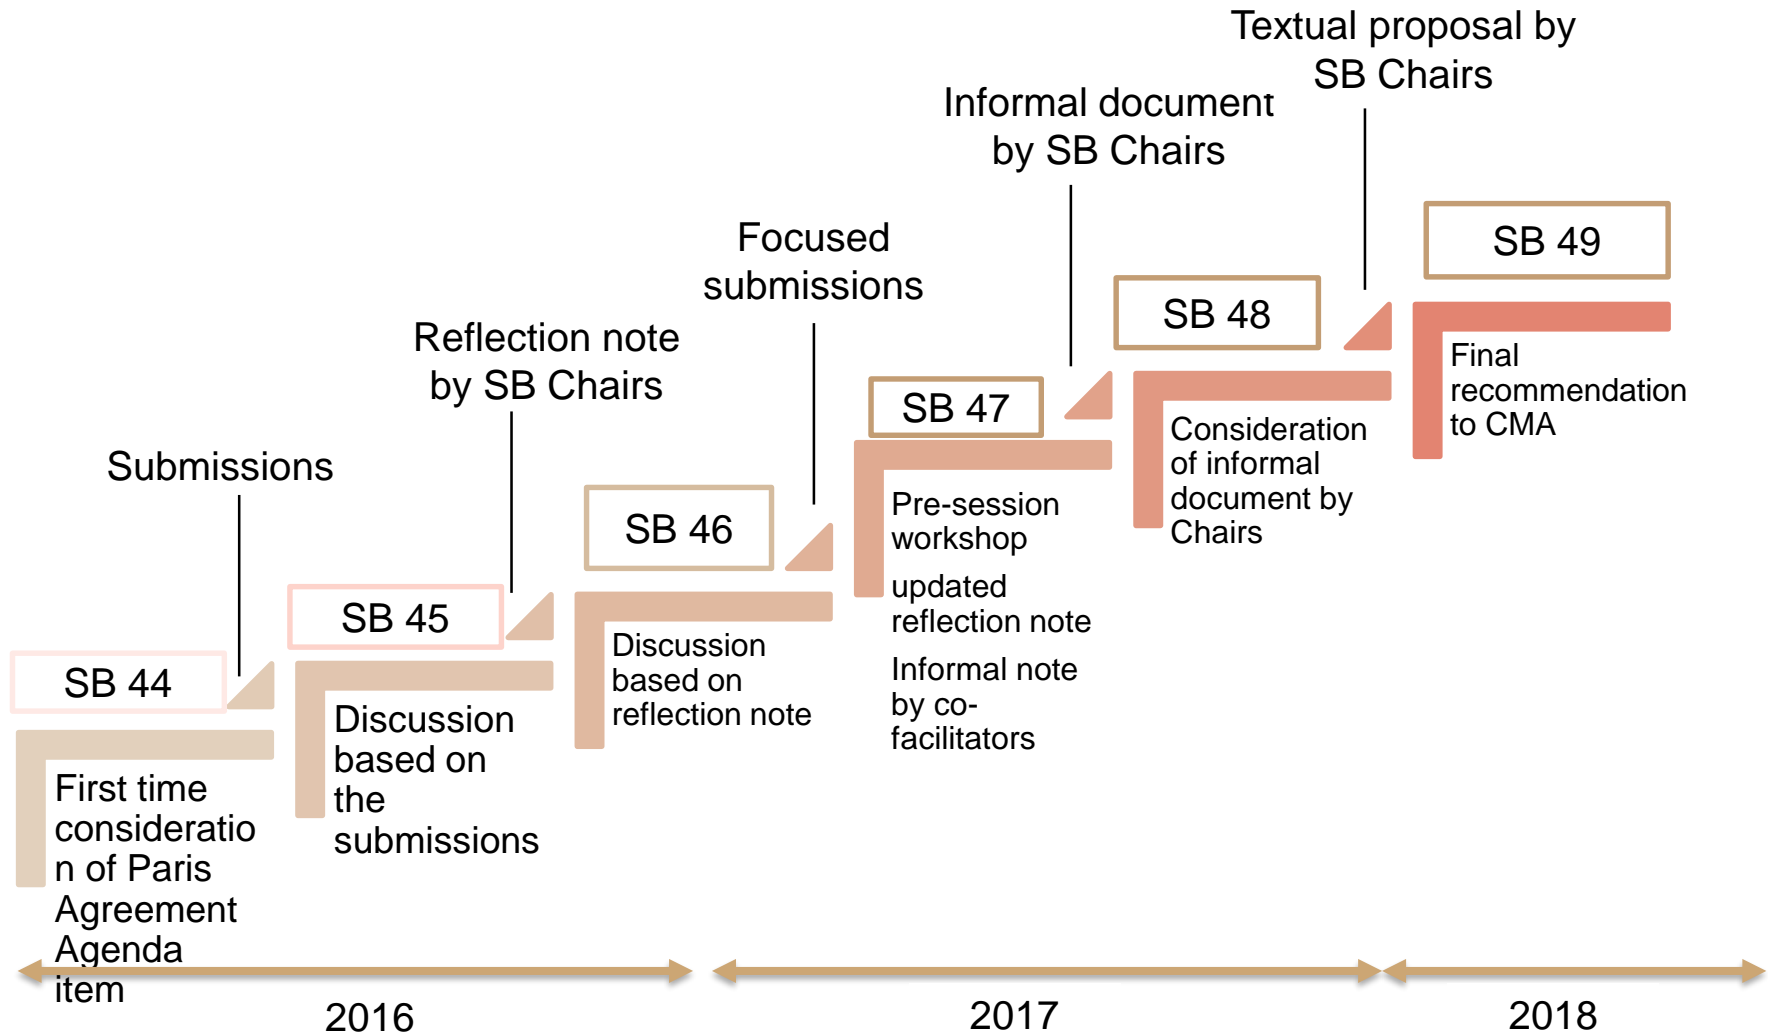 Textual proposal by
SB Chairs
Informal document
by SB Chairs
Focused
submissions
Reflection note
by SB Chairs
Submissions
SB 44
First time
consideratio
n of Paris
Agreement
Agenda
item
SB 45
Discussion
based on
the
submissions
SB 46
Discussion
based on
reflection note
SB 47
Pre-session
workshop
updated
reflection note
Informal note
by co-
facilitators
SB 48
Consideration
of informal
document by
Chairs
SB 49
Final
recommendation
to CMA
2016
2017
2018